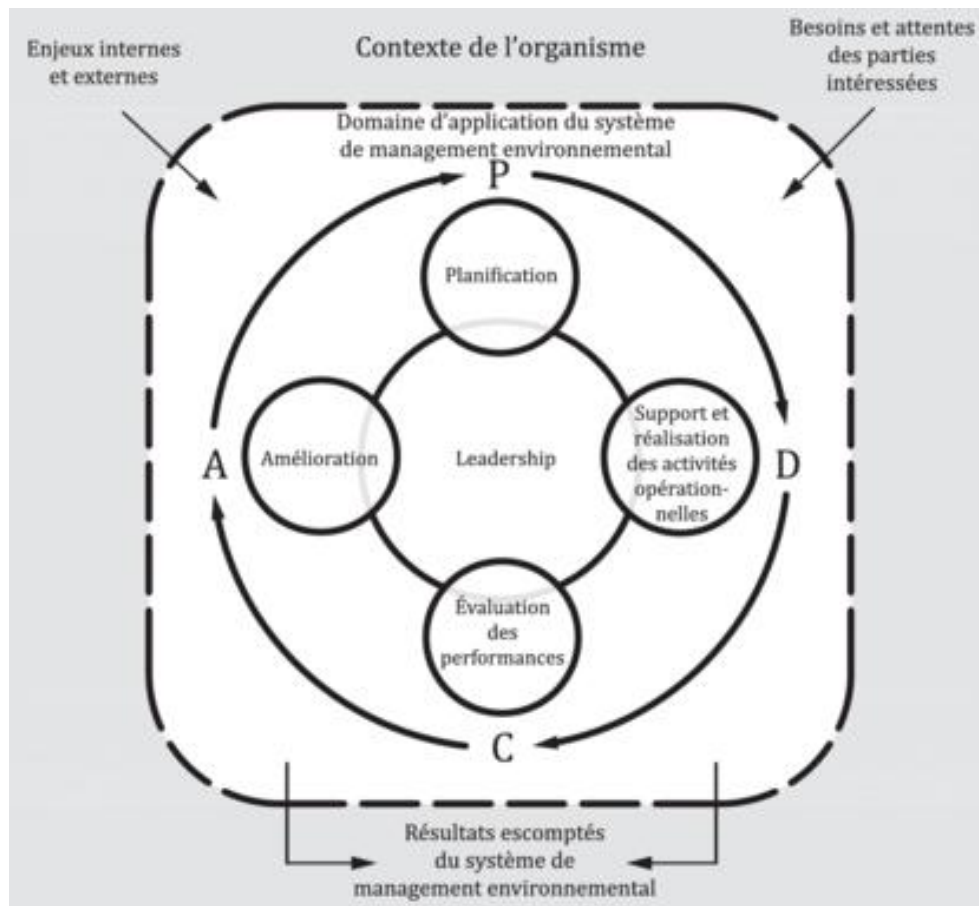 Enjeux internes
et externes
Contexte de l'organisme
Besoins et attentes
des parties
intéressées
Domaine d'application du système
de management environnemental
P
Planification
A
Amélioration
Leadership
Support et
réalisation
des activités
opération-
nelles
D
Évaluation
des
performances
C
Résultats escomptés
du système de
management environnemental